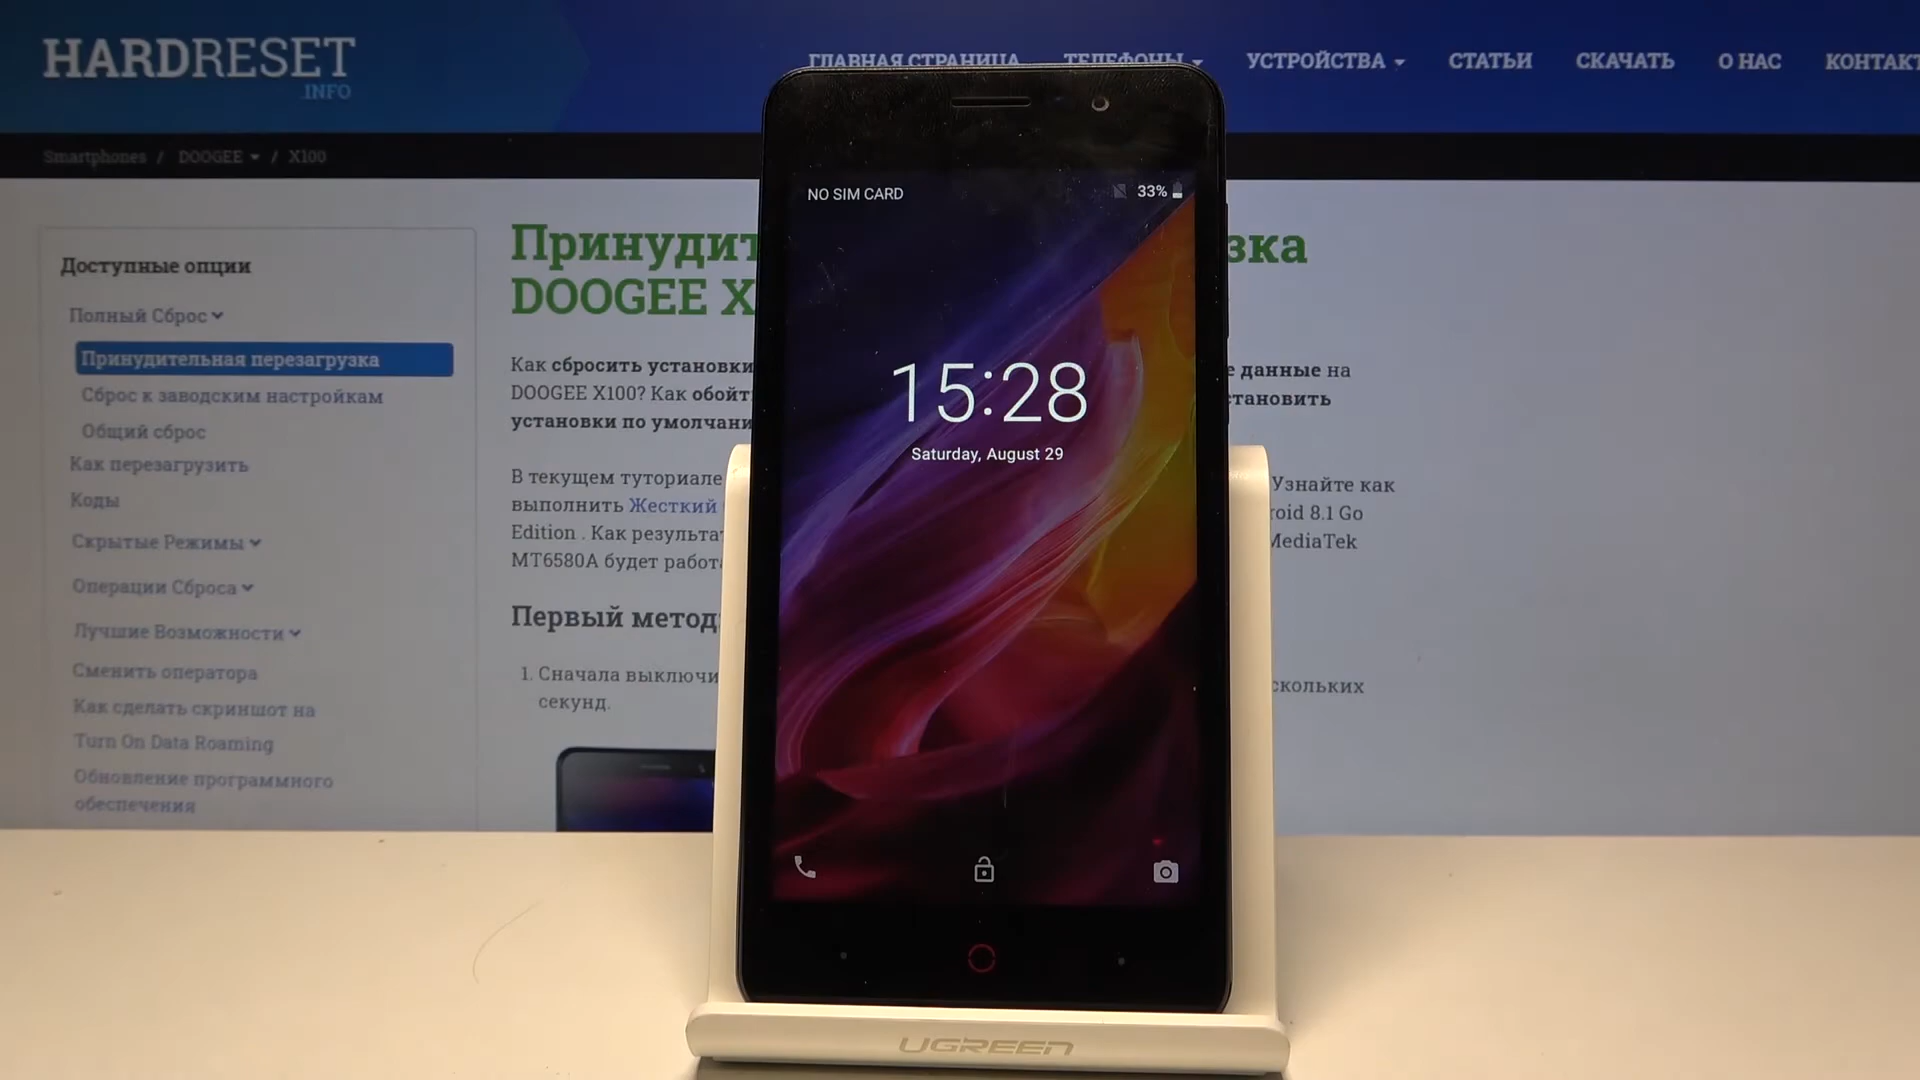 HARDRESET
.INFO
ГЛАВНАЯ СТРАНИЦА ТЕЛЕФОНЫ УСТРОЙСТВА СТАТЬИ СКАЧАТЬ О НАС КОНТАКТ
Smartphones / DOOGEE / X100
Доступные опции
Полный Сброс
Принудительная перезагрузка
Сброс к заводским настройкам
Общий сброс
Как перезагрузить
Коды
Скрытые Режимы
Операции Сброса
Лучшие Возможности
Сменить оператора
Как сделать скриншот на
Turn On Data Roaming
Обновление программного
обеспечения
Принудит зка
DOOGEE X
Как сбросить установки е данные на
DOOGEE X100? Как обойт становить
установки по умолчани
В текущем туториале Узнайте как
выполнить Жесткий roid 8.1 Go
Edition . Как результат MediaTek
MT6580A будет работа
Первый метод:
1. Сначала выключи скольких
секунд.
NO SIM CARD 33%
15:28
Saturday, August 29
UGREEN